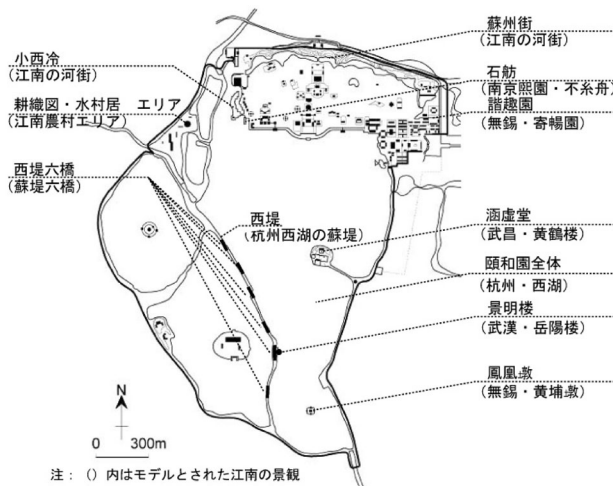 蘇州街
(江南の河街)
小西冷
(江南の河街)
石舫
(南京熙園・不糸舟)
耕織図・水村居 エリア
(江南農村エリア)
諧趣園
(無錫・寄暢園)
西堤六橋
(蘇堤六橋)
西堤
(杭州西湖の蘇堤)
涵虚堂
(武昌・黄鶴楼)
頤和園全体
(杭州・西湖)
景明楼
(武漢・岳陽楼)
鳳凰墩
(無錫・黄埔墩)
N
0 300m
注：（）内はモデルとされた江南の景観